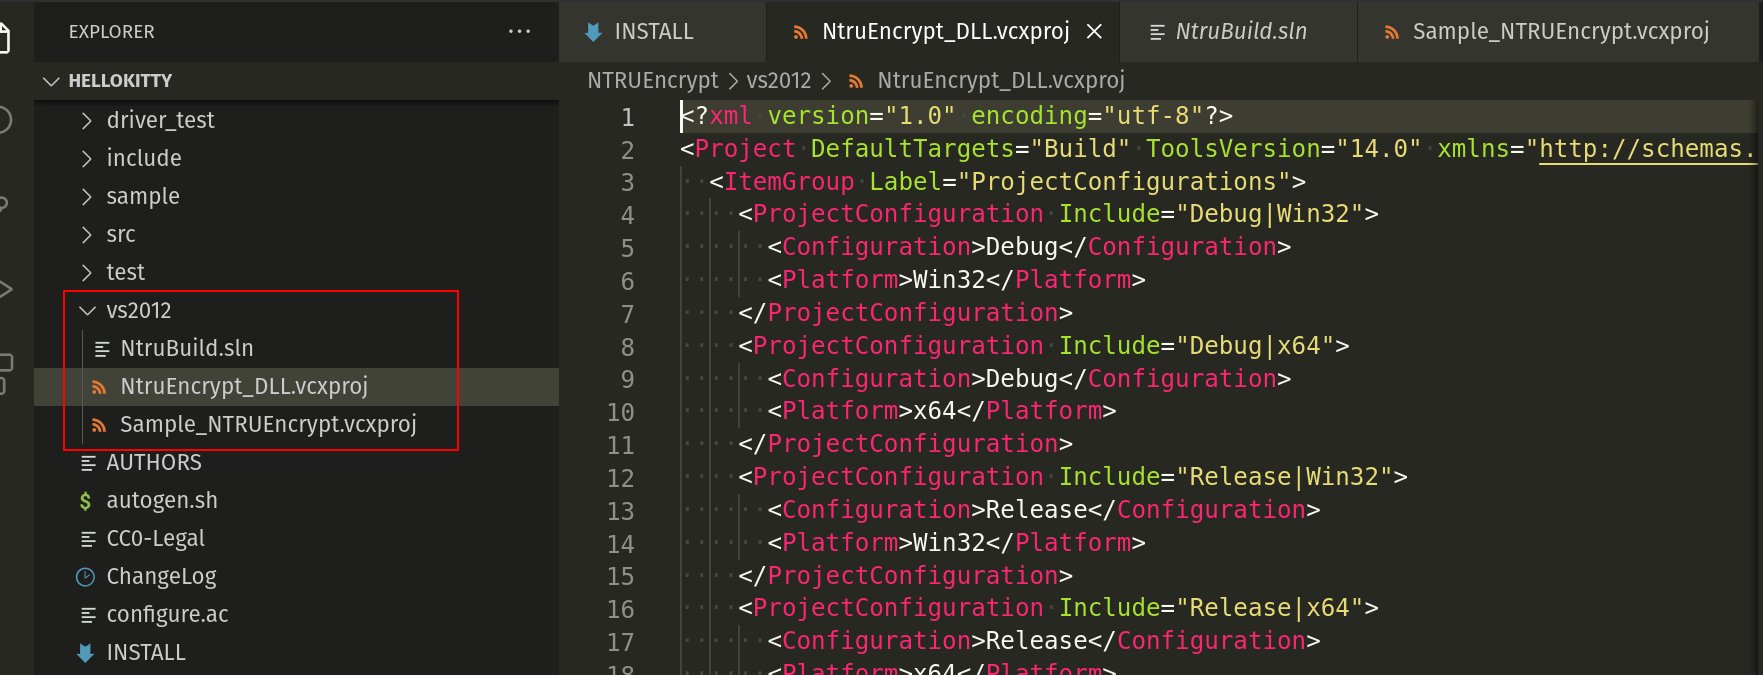 EXPLORER ···
HELLOKITTY
driver_test
include
sample
src
test
vs2012
NtruBuild.sln
NtruEncrypt_DLL.vcxproj
Sample_NTRUEncrypt.vcxproj
AUTHORS
$ autogen.sh
CC0-Legal
ChangeLog
configure.ac
INSTALL
INSTALL NtruEncrypt_DLL.vcxproj NtruBuild.sln Sample_NTRUEncrypt.vcxproj
NTRUEncrypt > vs2012 > NtruEncrypt_DLL.vcxproj
1 <?xml version="1.0" encoding="utf-8"?>
2 <Project DefaultTargets="Build" ToolsVersion="14.0" xmlns="http://schemas.
3 <ItemGroup Label="ProjectConfigurations">
4 <ProjectConfiguration Include="Debug|Win32">
5 <Configuration>Debug</Configuration>
6 <Platform>Win32</Platform>
7 </ProjectConfiguration>
8 <ProjectConfiguration Include="Debug|x64">
9 <Configuration>Debug</Configuration>
10 <Platform>x64</Platform>
11 </ProjectConfiguration>
12 <ProjectConfiguration Include="Release|Win32">
13 <Configuration>Release</Configuration>
14 <Platform>Win32</Platform>
15 </ProjectConfiguration>
16 <ProjectConfiguration Include="Release|x64">
17 <Configuration>Release</Configuration>
18 <Platform>x64</Platform>